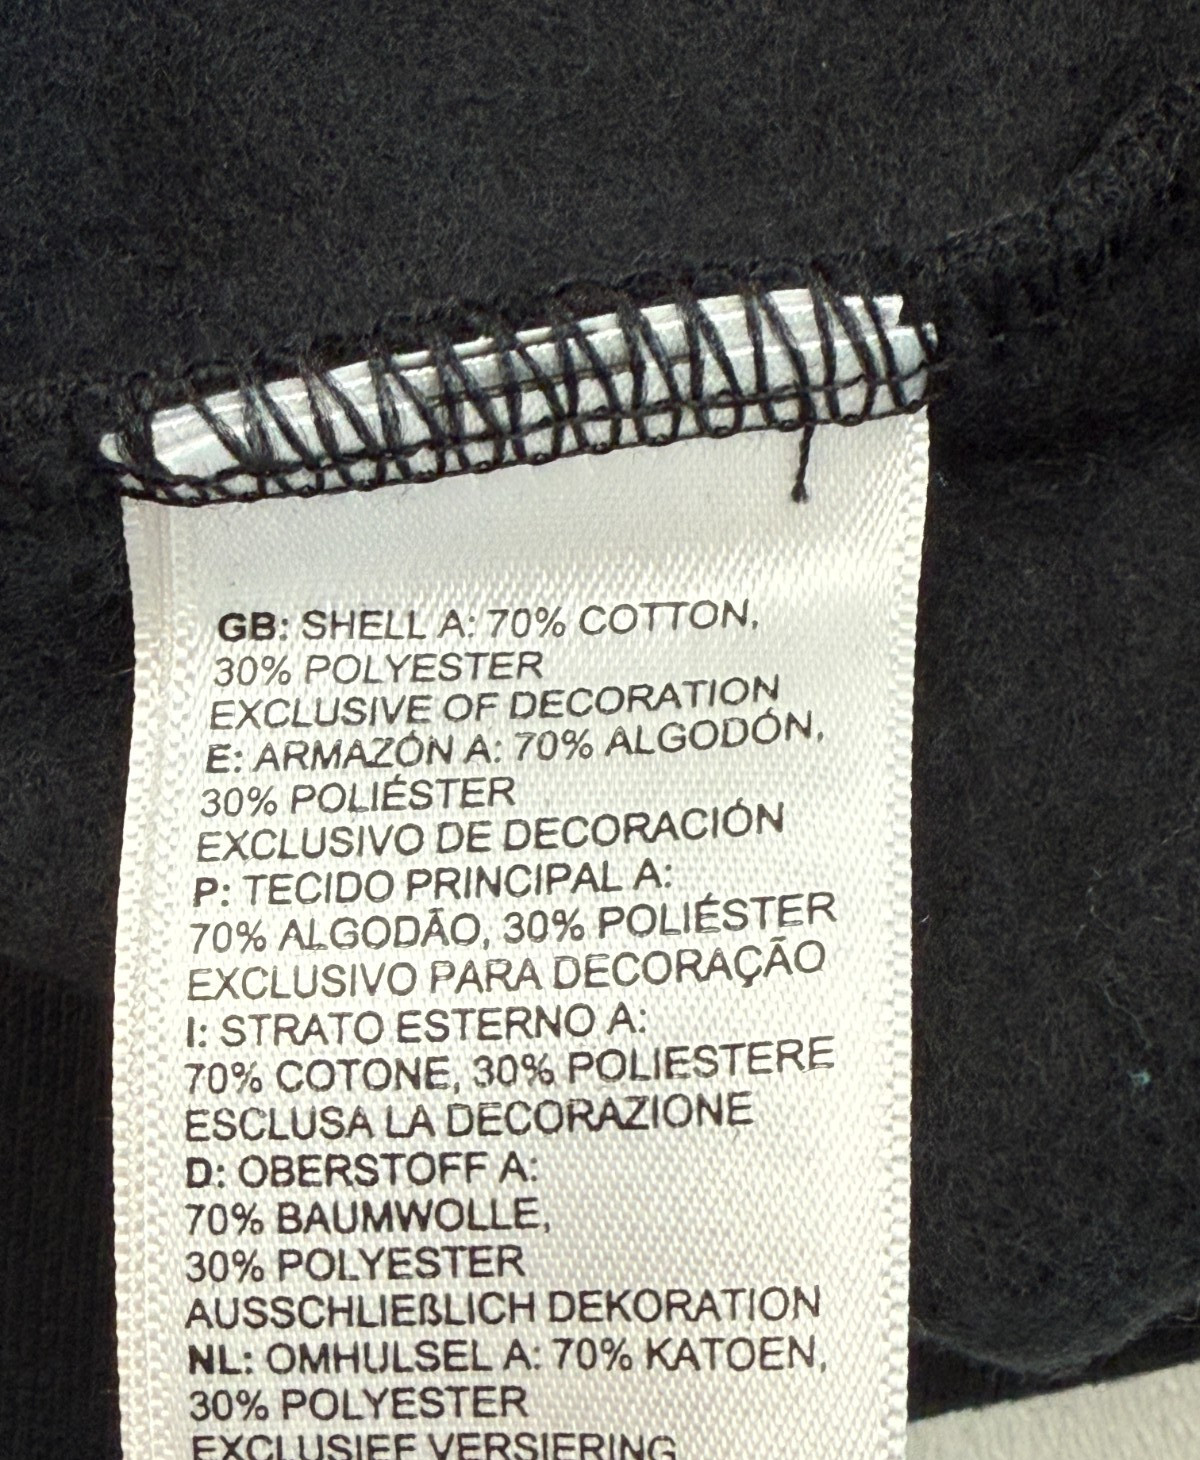 GB: SHELL A: 70% COTTON,
30% POLYESTER
EXCLUSIVE OF DECORATION
E: ARMAZÓN A: 70% ALGODÓN,
30% POLIÉSTER
EXCLUSIVO DE DECORACIÓN
P: TECIDO PRINCIPAL A:
70% ALGODÃO, 30% POLIÉSTER
EXCLUSIVO PARA DECORAÇÃO
I: STRATO ESTERNO A:
70% COTONE, 30% POLIESTERE
ESCLUSA LA DECORAZIONE
D: OBERSTOFF A:
70% BAUMWOLLE,
30% POLYESTER
AUSSCHLIEßLICH DEKORATION
NL: OMHULSEL A: 70% KATOEN,
30% POLYESTER
EXCLUSIEF VERSIERING